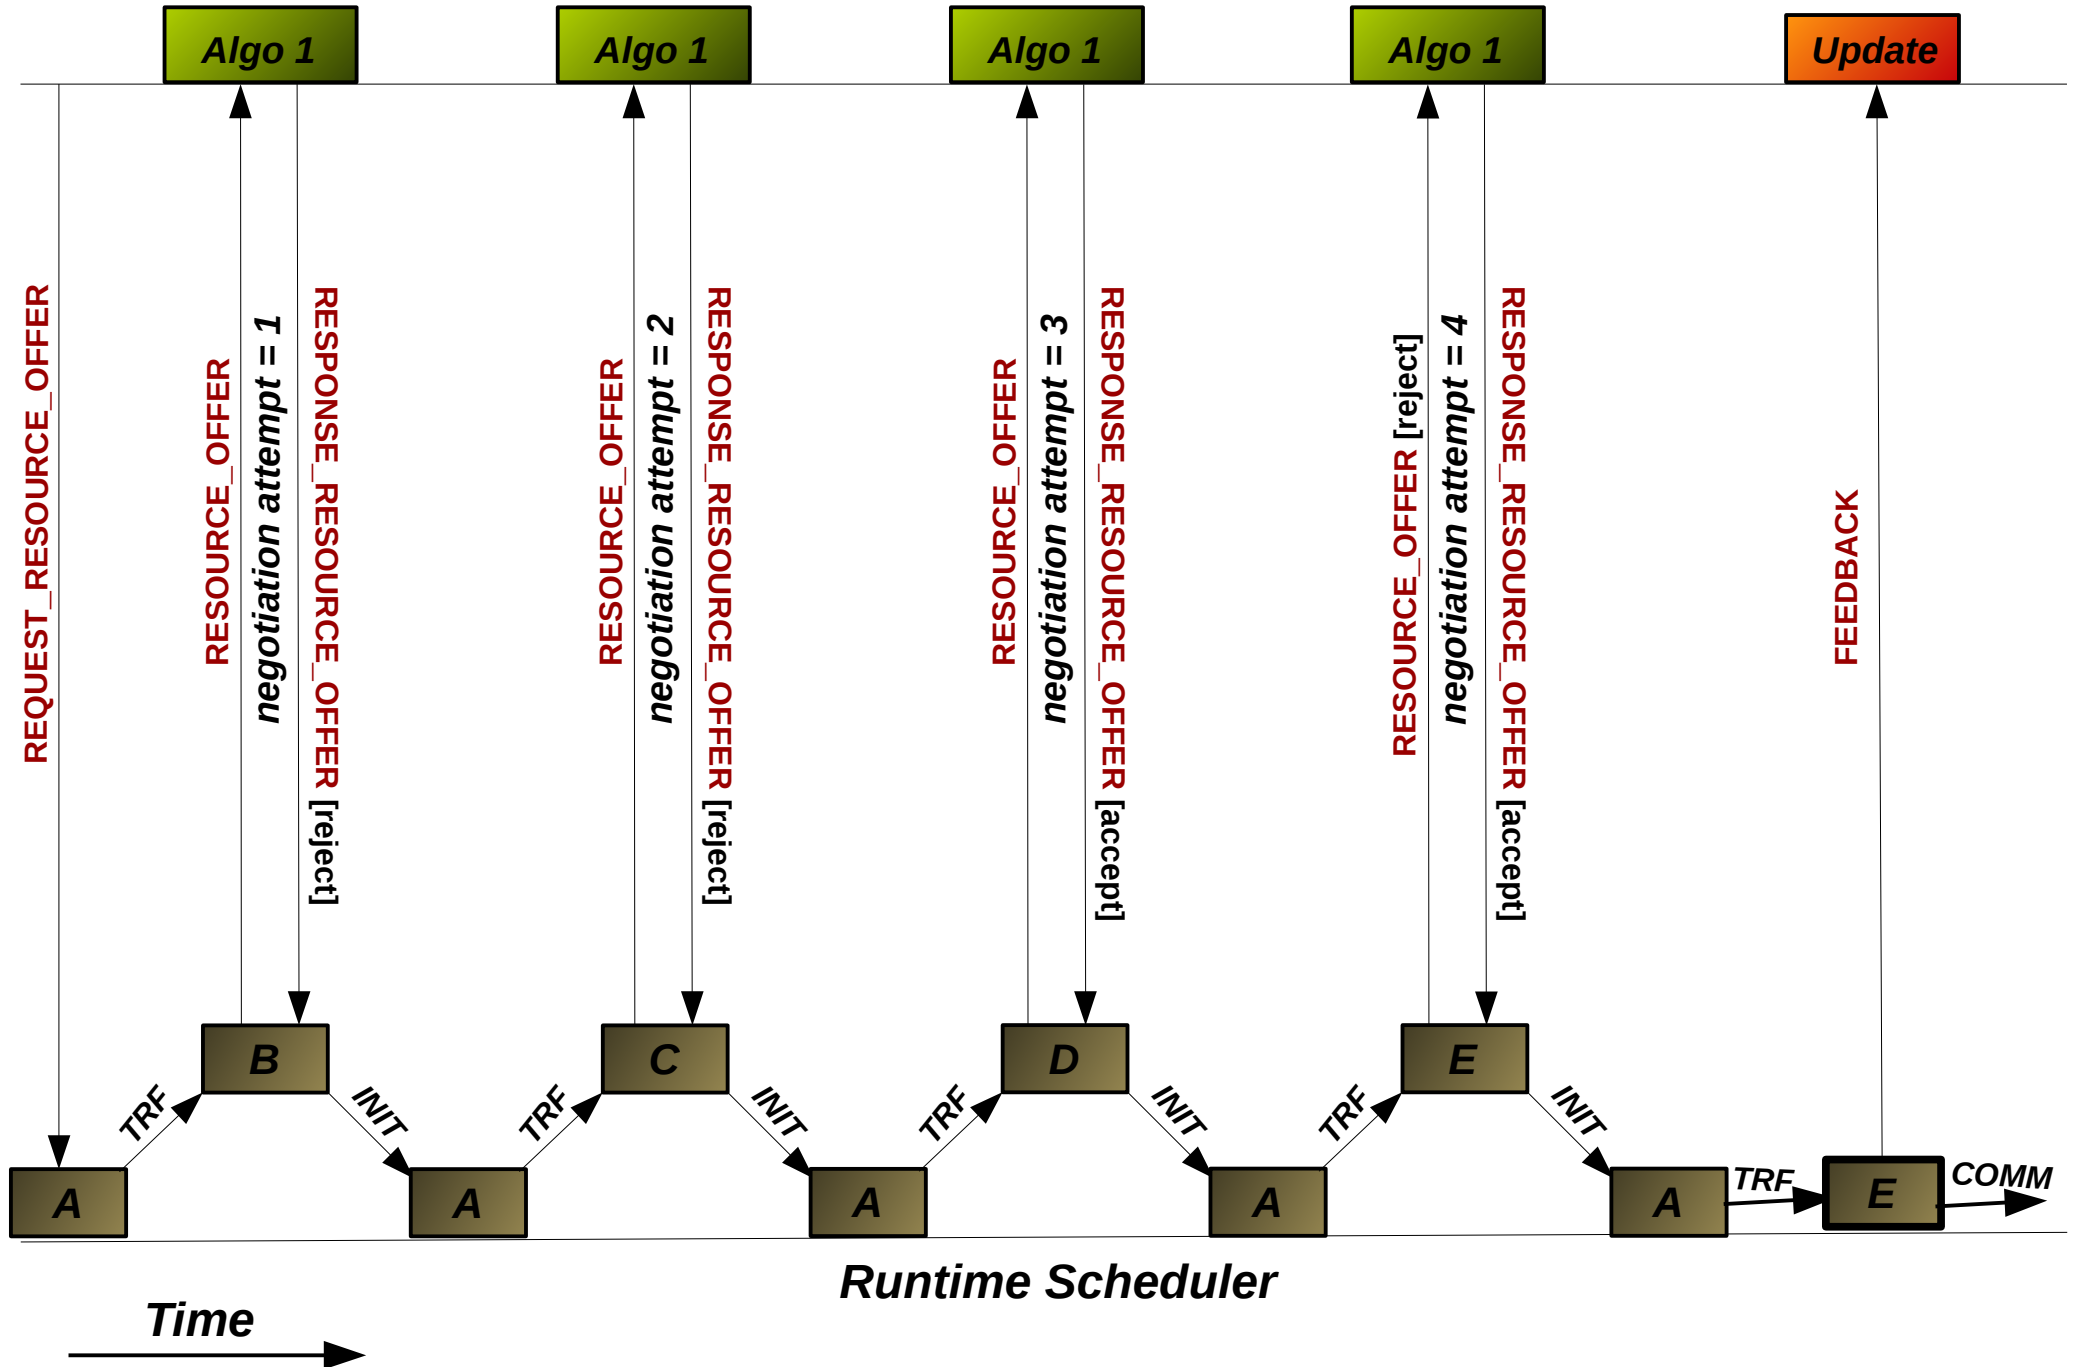 Algo 1
Algo 1
Algo 1
Algo 1
Update
REQUEST_RESOURCE_OFFER
RESOURCE_OFFER
negotiation attempt = 1
RESPONSE_RESOURCE_OFFER [reject]
RESOURCE_OFFER
negotiation attempt = 2
RESPONSE_RESOURCE_OFFER [reject]
RESOURCE_OFFER
negotiation attempt = 3
RESPONSE_RESOURCE_OFFER [accept]
RESOURCE_OFFER [reject]
negotiation attempt = 4
RESPONSE_RESOURCE_OFFER [accept]
FEEDBACK
A
TRF
B
INIT
A
TRF
C
INIT
A
TRF
D
INIT
A
TRF
E
INIT
A
TRF
E
COMM
Runtime Scheduler
Time